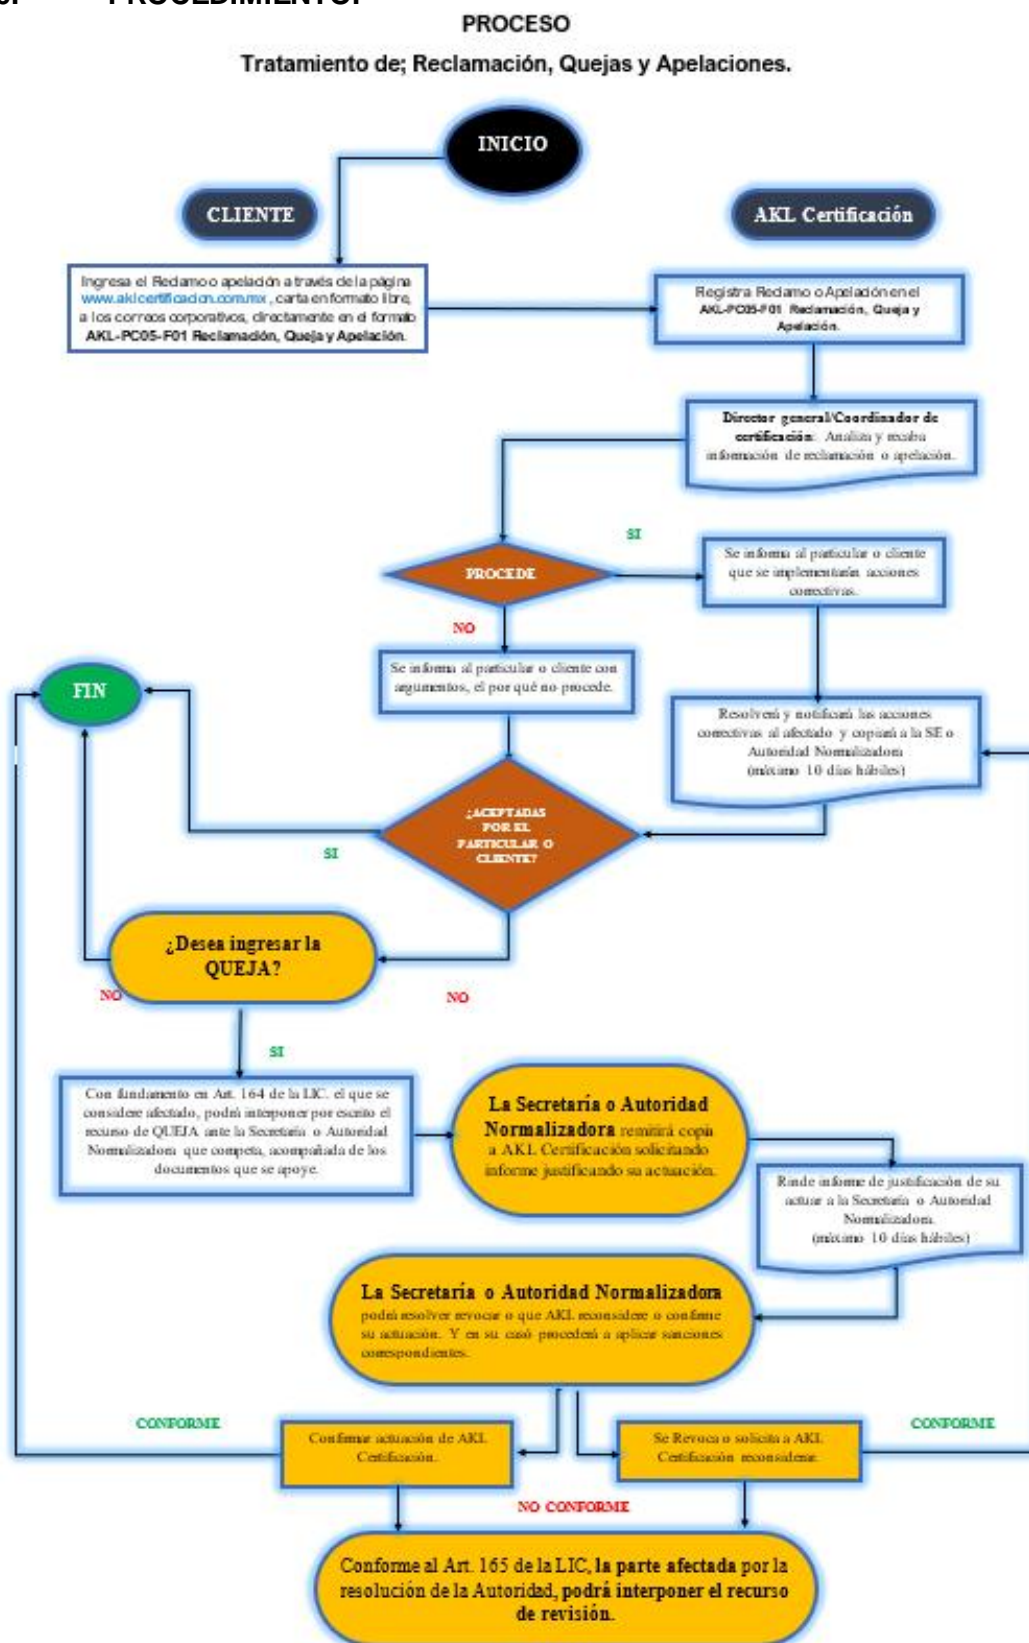 PROCEDIMIENTO.
PROCESO
Tratamiento de; Reclamación, Quejas y Apelaciones.
INICIO
CLIENTE
AKL Certificación
Ingresa el Reclamo o apelación a través de la página
www.aklcertificacion.com.mx , carta en formato libre,
a los correos corporativos, directamente en el formato
AKL-PC05-F01 Reclamación, Queja y Apelación.
Registra Reclamo o Apelación en el
AKL-PC05-F01 Reclamación, Queja y
Apelación.
Director general/Coordinador de
certificación: Analiza y recaba
información de reclamación o apelación.
SI
PROCEDE
Se informa al particular o cliente
que se implementarán acciones
correctivas.
NO
Se informa al particular o cliente con
argumentos, el por qué no procede.
FIN
Resolverá y notificará las acciones
correctivas al afectado y copiará a la SE o
Autoridad Normalizadora
(máximo 10 días hábiles)
¿ACEPTADAS
POR EL
PARTICULAR O
CLIENTE?
SI
¿Desea ingresar la
QUEJA?
NO
NO
SI
Con fundamento en Art. 164 de la LIC. el que se
considere afectado, podrá interponer por escrito el
recurso de QUEJA ante la Secretaría o Autoridad
Normalizadora que competa, acompañada de los
documentos que se apoye.
La Secretaría o Autoridad
Normalizadora remitirá copia
a AKL Certificación solicitando
informe justificando su actuación.
Rinde informe de justificación de su
actuar a la Secretaría o Autoridad
Normalizadora.
(máximo 10 días hábiles)
La Secretaría o Autoridad Normalizadora
podrá resolver revocar o que AKL reconsidere o confirme
su actuación. Y en su casó procederá a aplicar sanciones
correspondientes.
CONFORME
CONFORME
Confirmar actuación de AKL
Certificación.
Se Revoca o solicita a AKL
Certificación reconsiderar.
NO CONFORME
Conforme al Art. 165 de la LIC, la parte afectada por la
resolución de la Autoridad, podrá interponer el recurso
de revisión.